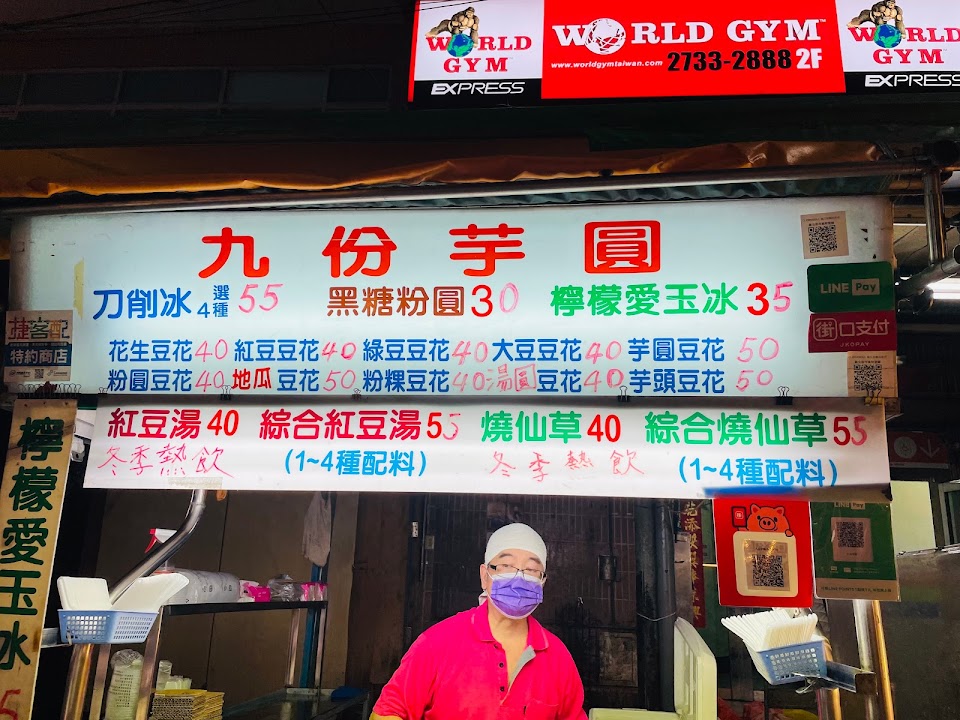 WORLD GYM
EXPRESS
WORLD GYM
www.worldgymtaiwan.com 2733-2888 2F
WORLD GYM
EXPRESS
九份芋圓
刀削冰 4種選 55 黑糖粉圓 30 檸檬愛玉冰 35
花生豆花 40 紅豆豆花 40 綠豆豆花 40 大豆豆花 40 芋圓豆花 50
粉圓豆花 40 地瓜豆花 50 粉粿豆花 40 湯圓豆花 40 芋頭豆花 50
LINE Pay
街口支付
JKOPAY
捷客配
特約商店
紅豆湯 40 綜合紅豆湯 55 燒仙草 40 綜合燒仙草 55
冬季熱飲 (1~4種配料) 冬季熱飲 (1~4種配料)
檸檬愛玉冰
5
LINE Pay